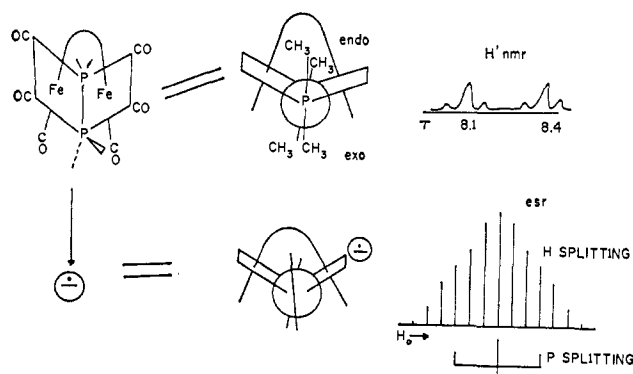 OC
CO
Fe
P
Fe
OC
CO
P
C
O
C
O
CH3
CH3
endo
P
CH3
CH3
exo
H' nmr
τ
8.1
8.4
esr
H SPLITTING
Ho→
P SPLITTING